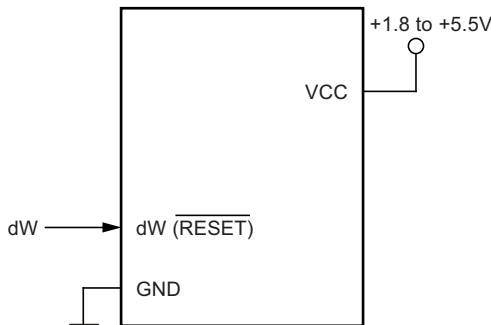 +1.8 to +5.5V
VCC
dW
dW (RESET)
GND